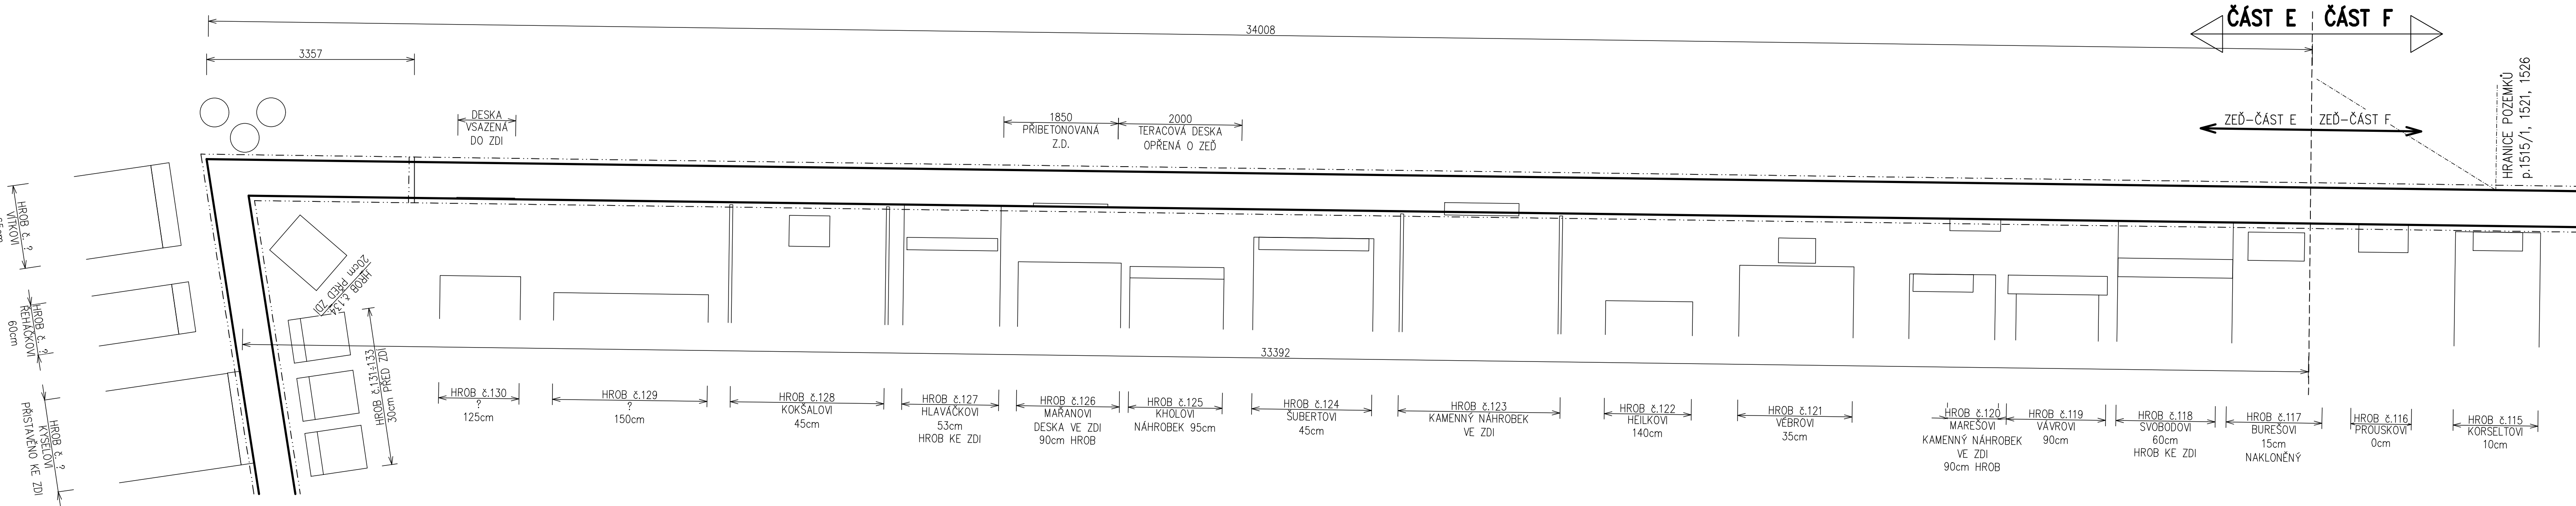 34008
ČÁST E
ČÁST F
3357
HRANICE POZEMKŮ
p.1515/1, 1521, 1526
DESKA
VSAZENÁ
DO ZDI
1850
PŘIBETONOVANÁ
Z.D.
2000
TERACOVÁ DESKA
OPŘENÁ O ZEĎ
ZEĎ-ČÁST E
ZEĎ-ČÁST F
HROB č. ?
VÍTKOVI
HROB č. ?
ŘEHÁČKOVI
60cm
HROB č. ?
KYSELOVI
PŘISTAVĚNO KE ZDI
HROB č.134
20cm PŘED ZDÍ
HROB č.131÷133
30cm PŘED ZDÍ
33392
HROB č.130
?
125cm
HROB č.129
?
150cm
HROB č.128
KOKŠALOVI
45cm
HROB č.127
HLAVÁČKOVI
53cm
HROB KE ZDI
HROB č.126
MAŘANOVI
DESKA VE ZDI
90cm HROB
HROB č.125
KHOLOVI
NÁHROBEK 95cm
HROB č.124
ŠUBERTOVI
45cm
HROB č.123
KAMENNÝ NÁHROBEK
VE ZDI
HROB č.122
HEILKOVI
140cm
HROB č.121
VÉBROVI
35cm
HROB č.120
MAREŠOVI
KAMENNÝ NÁHROBEK
VE ZDI
90cm HROB
HROB č.119
VÁVROVI
90cm
HROB č.118
SVOBODOVI
60cm
HROB KE ZDI
HROB č.117
BUREŠOVI
15cm
NAKLONĚNÝ
HROB č.116
PROUSKOVI
0cm
HROB č.115
KORSELTOVI
10cm